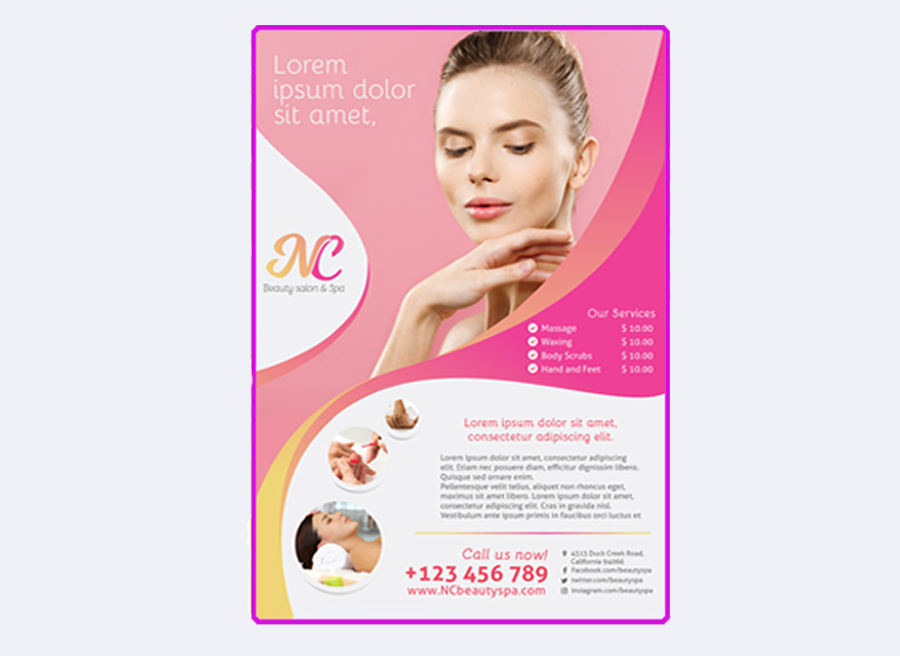 Lorem
ipsum dolor
sit amet,
NC
Beauty salon & Spa
Our Services
Massage $ 10.00
Waxing $ 10.00
Body Scrubs $ 10.00
Hand and Feet $ 10.00
Lorem ipsum dolor sit amet,
consectetur adipiscing elit.
Lorem ipsum dolor sit amet, consectetur adipiscing
elit. Etiam nec pretium diam, efficitur dignissim libero.
Quisque sed ornare enim.
Pellentesque velit tellus, aliquet non rhoncus eget,
maximus sit amet libero. Lorem ipsum dolor sit amet,
consectetur adipiscing elit. Cras in gravida nisl.
Vestibulum ante ipsum primis in faucibus orci luctus et
Call us now!
+123 456 789
www.NCbeautyspa.com
4513 Duck Creek Road,
California 94066
Facebook.com/beautyspa
twitter.com/beautyspa
instagram.com/beautyspa